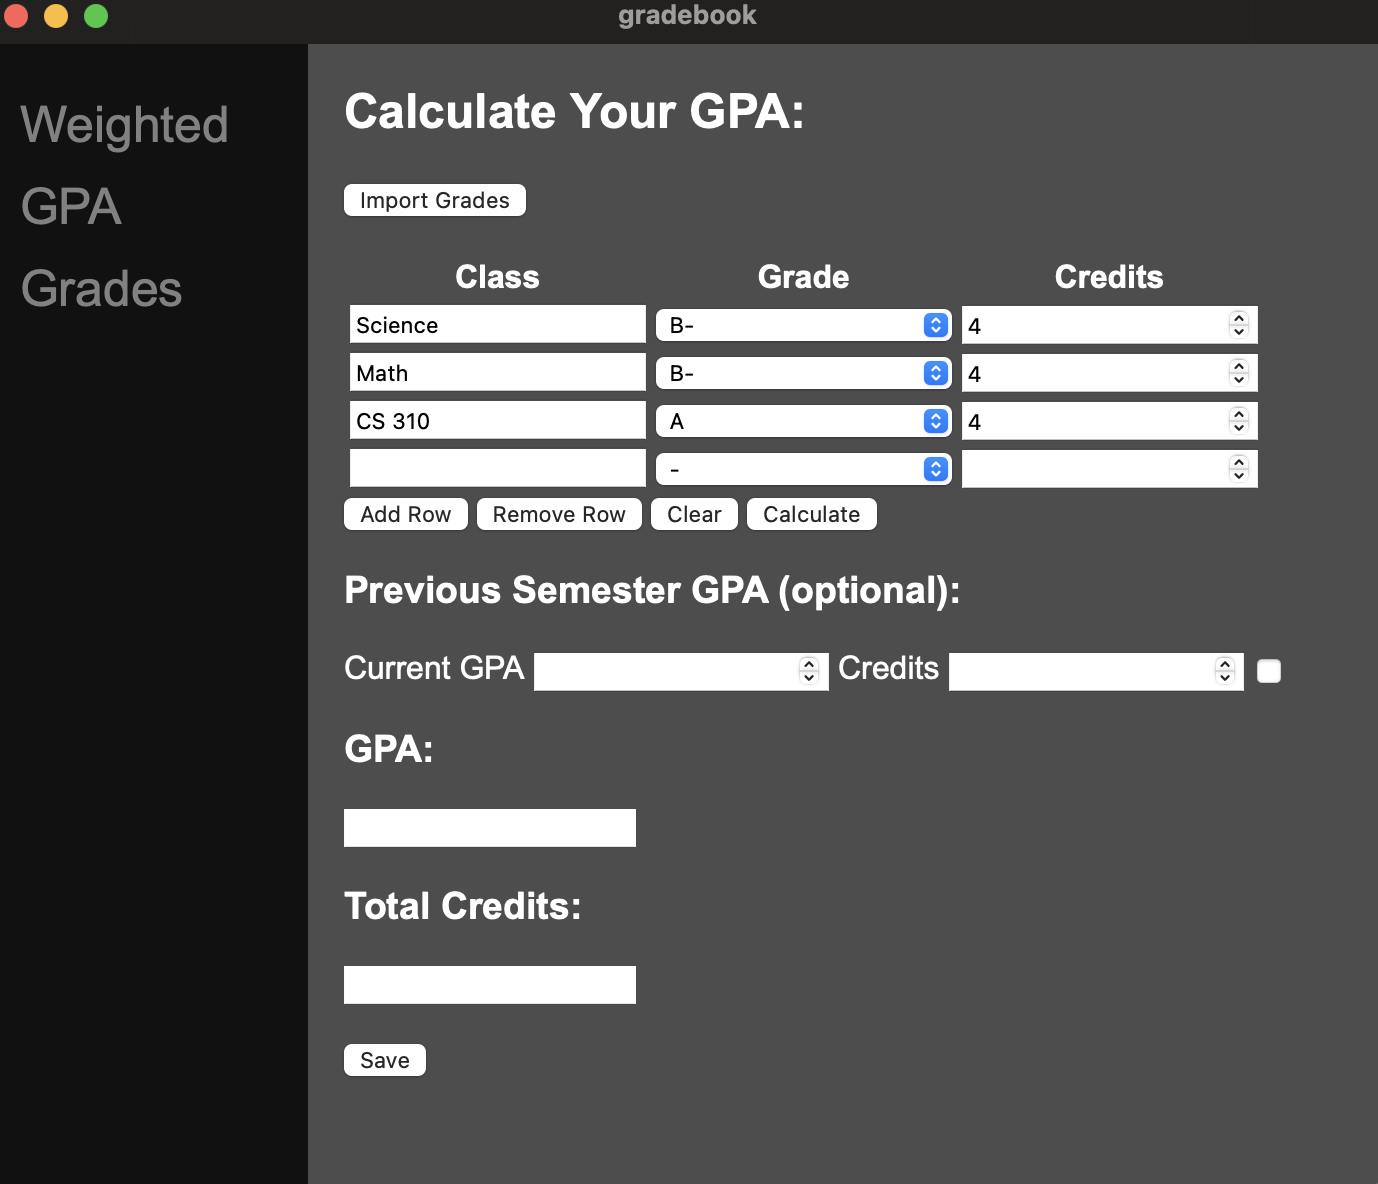 gradebook
Weighted
GPA
Grades
Calculate Your GPA:
Import Grades
Class Grade Credits
Science B- 4
Math B- 4
CS 310 A 4
-
Add Row Remove Row Clear Calculate
Previous Semester GPA (optional):
Current GPA Credits
GPA:
Total Credits:
Save